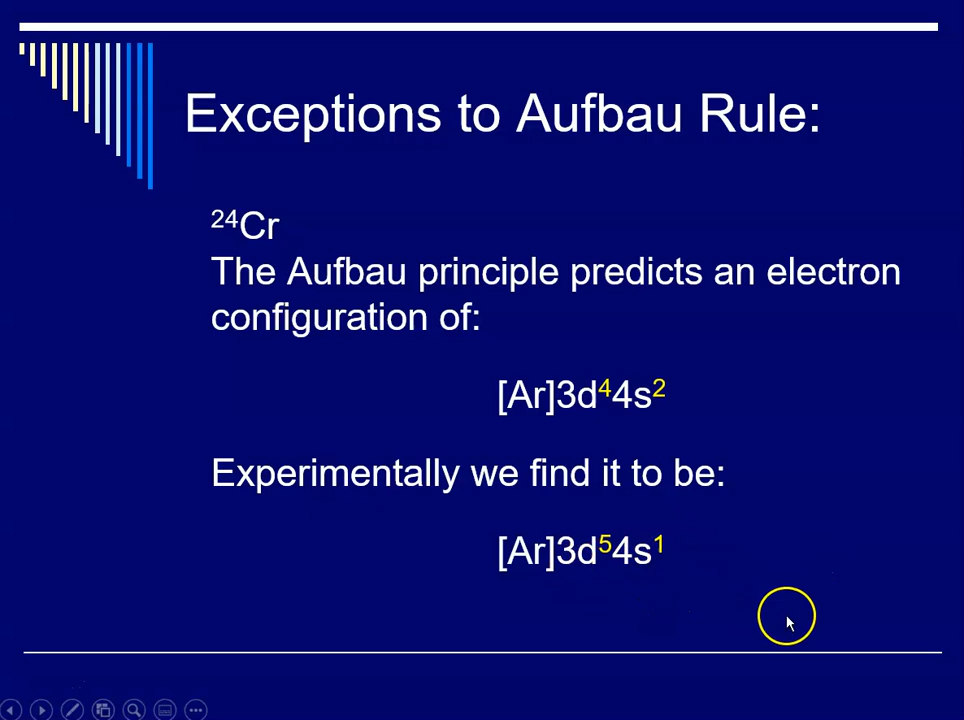 Exceptions to Aufbau Rule:
²⁴Cr
The Aufbau principle predicts an electron
configuration of:
[Ar]3d⁴4s²
Experimentally we find it to be:
[Ar]3d⁵4s¹